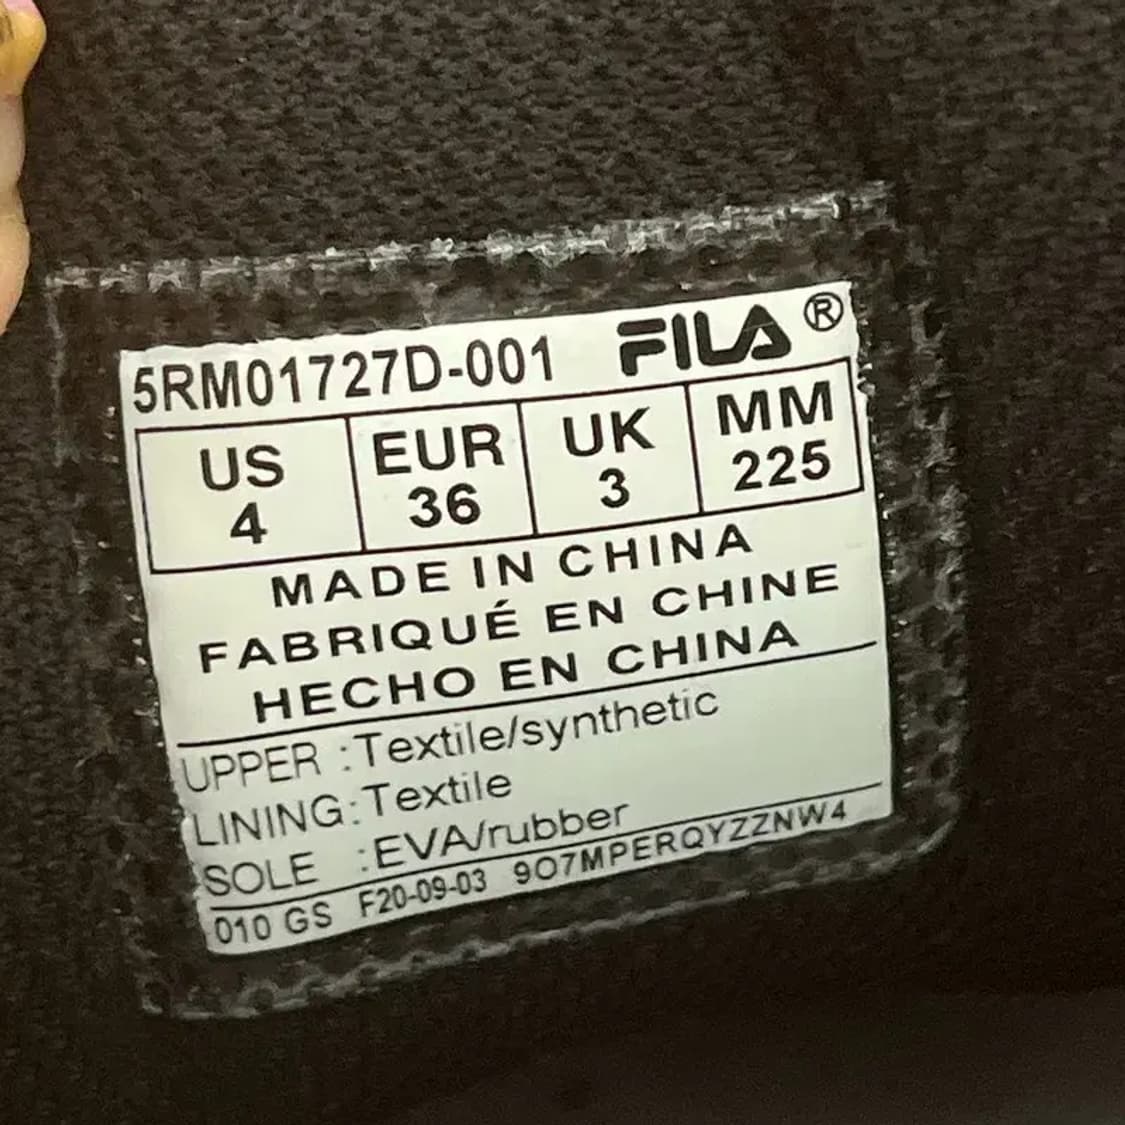 5RM01727D-001 FILA®
US EUR UK MM
4 36 3 225
MADE IN CHINA
FABRIQUÉ EN CHINE
HECHO EN CHINA
UPPER :Textile/synthetic
LINING:Textile
SOLE :EVA/rubber
010 GS F20-09-03 9O7MPERQYZZNW4